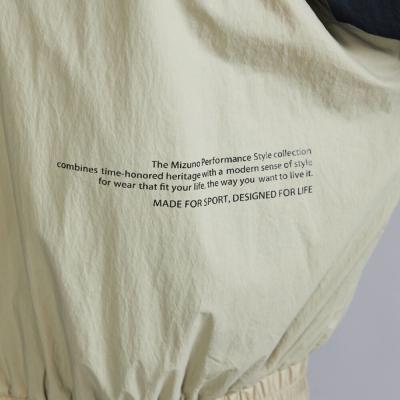 The Mizuno Performance Style collection
combines time-honored heritage with a modern sense of style
for wear that fit your life, the way you want to live it.
MADE FOR SPORT, DESIGNED FOR LIFE